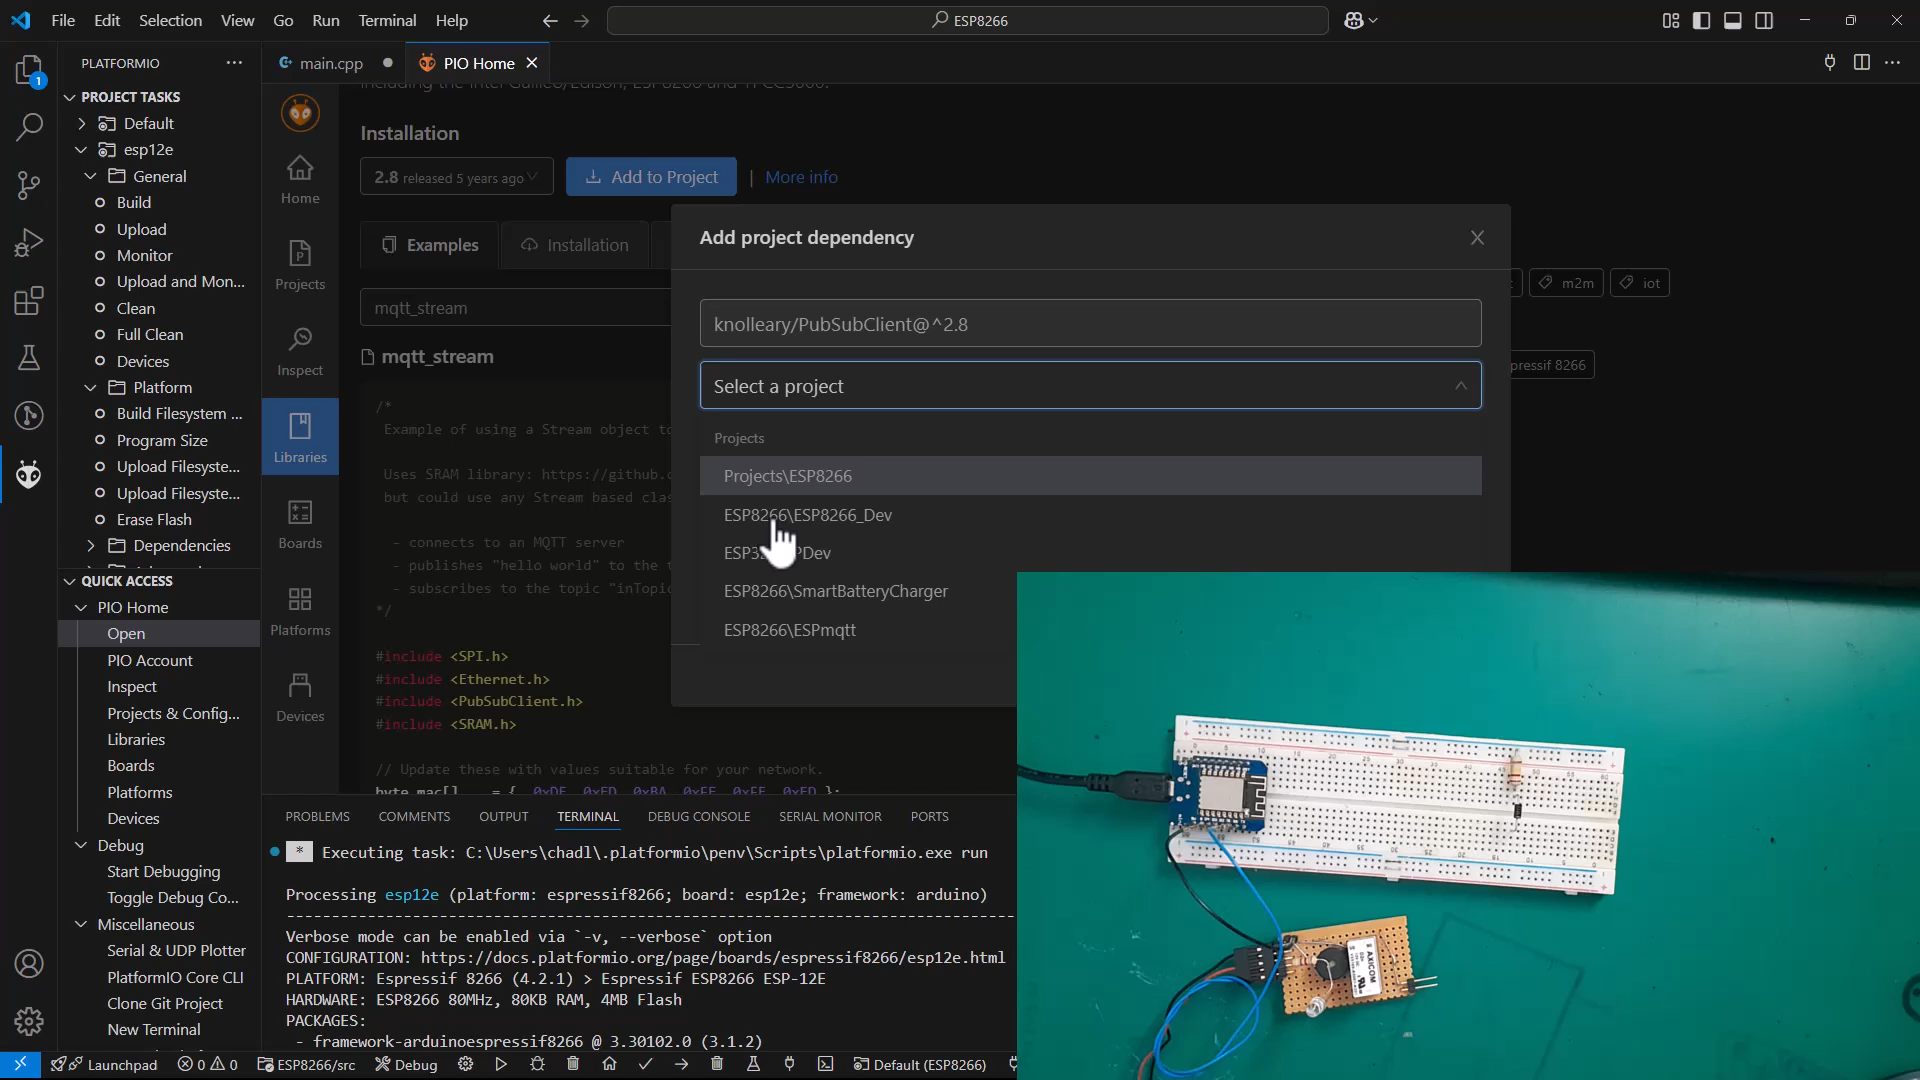 File Edit Selection View Go Run Terminal Help
ESP8266
PLATFORMIO
main.cpp
PIO Home
PROJECT TASKS
Default
esp12e
General
Build
Upload
Monitor
Upload and Mon...
Clean
Full Clean
Devices
Platform
Build Filesystem ...
Program Size
Upload Filesyste...
Upload Filesyste...
Erase Flash
Dependencies
QUICK ACCESS
PIO Home
Open
PIO Account
Inspect
Projects & Config...
Libraries
Boards
Platforms
Devices
Debug
Start Debugging
Toggle Debug Co...
Miscellaneous
Serial & UDP Plotter
PlatformIO Core CLI
Clone Git Project
New Terminal
1
Home
Projects
Inspect
Libraries
Boards
Platforms
Devices
Installation
2.8 released 5 years ago
Add to Project
| More info
Examples
Installation
mqtt_stream
mqtt_stream
/*
Example of using a Stream object to
Uses SRAM library: https://github.c
but could use any Stream based clas
- connects to an MQTT server
- publishes "hello world" to the t
- subscribes to the topic "inTopic
*/
#include <SPI.h>
#include <Ethernet.h>
#include <PubSubClient.h>
#include <SRAM.h>
// Update these with values suitable for your network.
byte mac[] = { 0xDE, 0xED, 0xBA, 0xFE, 0xFE, 0xED };
Add project dependency
knolleary/PubSubClient@^2.8
Select a project
Projects
Projects\ESP8266
ESP8266\ESP8266_Dev
ESP8266\SmartBatteryCharger
ESP8266\ESPmqtt
m2m
iot
pressif 8266
PROBLEMS COMMENTS OUTPUT TERMINAL DEBUG CONSOLE SERIAL MONITOR PORTS
* Executing task: C:\Users\chadl\.platformio\penv\Scripts\platformio.exe run
Processing esp12e (platform: espressif8266; board: esp12e; framework: arduino)
Verbose mode can be enabled via `-v, --verbose` option
CONFIGURATION: https://docs.platformio.org/page/boards/espressif8266/esp12e.html
PLATFORM: Espressif 8266 (4.2.1) > Espressif ESP8266 ESP-12E
HARDWARE: ESP8266 80MHz, 80KB RAM, 4MB Flash
PACKAGES:
- framework-arduinoespressif8266 @ 3.30102.0 (3.1.2)
Launchpad 0 0 ESP8266/src Debug Default (ESP8266)
AXICOM